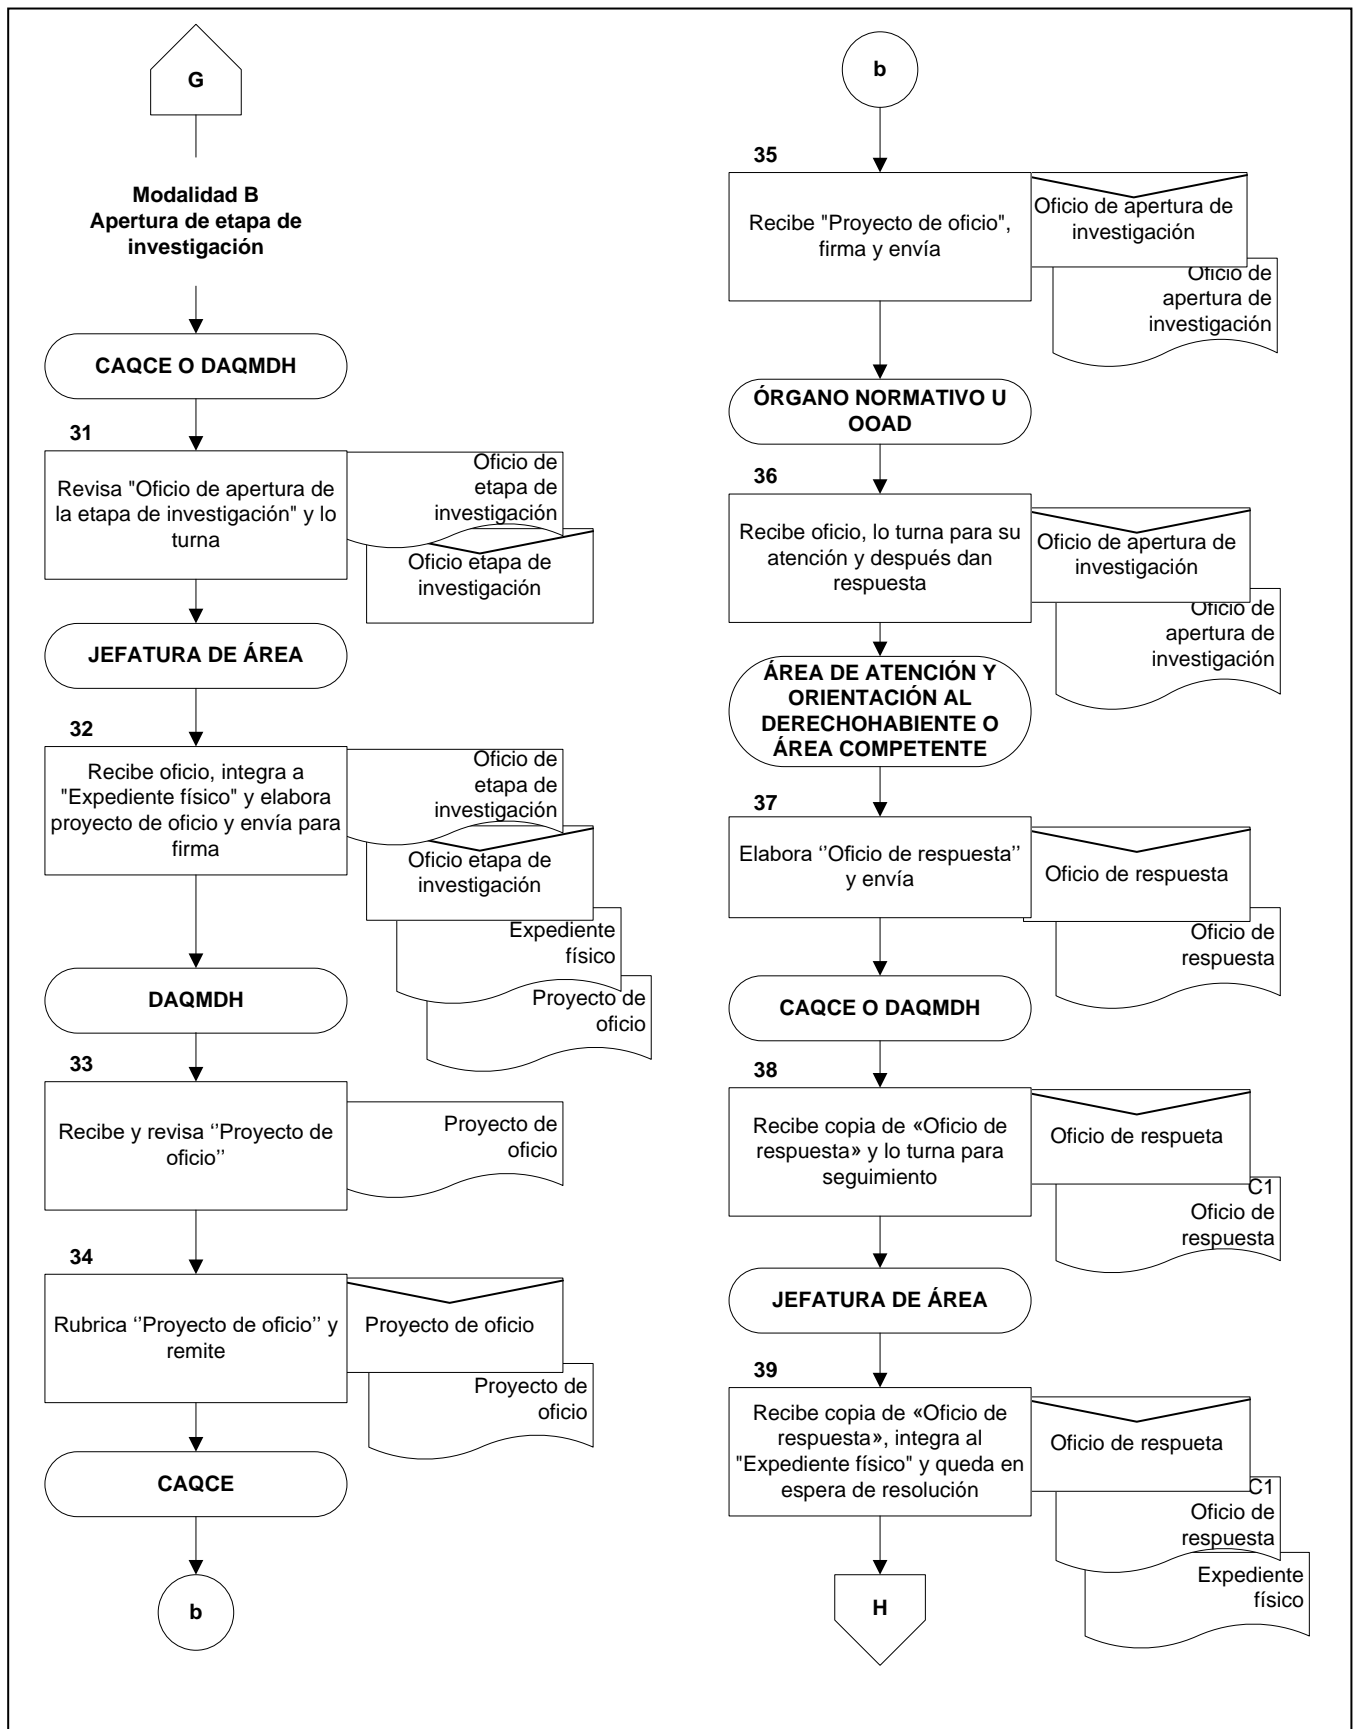 G
Modalidad B
Apertura de etapa de
investigación
CAQCE O DAQMDH
31
Revisa "Oficio de apertura de
la etapa de investigación" y lo
turna
Oficio de
etapa de
investigación
Oficio etapa de
investigación
JEFATURA DE ÁREA
32
Recibe oficio, integra a
"Expediente físico" y elabora
proyecto de oficio y envía para
firma
Oficio de
etapa de
investigación
Oficio etapa de
investigación
Expediente
físico
Proyecto de
oficio
DAQMDH
33
Recibe y revisa ‘’Proyecto de
oficio’’
Proyecto de
oficio
34
Rubrica ‘’Proyecto de oficio’’ y
remite
Proyecto de oficio
Proyecto de
oficio
CAQCE
b
b
35
Recibe "Proyecto de oficio",
firma y envía
Oficio de apertura de
investigación
Oficio de
apertura de
investigación
ÓRGANO NORMATIVO U
OOAD
36
Recibe oficio, lo turna para su
atención y después dan
respuesta
Oficio de apertura de
investigación
Oficio de
apertura de
investigación
ÁREA DE ATENCIÓN Y
ORIENTACIÓN AL
DERECHOHABIENTE O
ÁREA COMPETENTE
37
Elabora ‘’Oficio de respuesta’’
y envía
Oficio de respuesta
Oficio de
respuesta
CAQCE O DAQMDH
38
Recibe copia de «Oficio de
respuesta» y lo turna para
seguimiento
Oficio de respueta
C1
Oficio de
respuesta
JEFATURA DE ÁREA
39
Recibe copia de «Oficio de
respuesta», integra al
"Expediente físico" y queda en
espera de resolución
Oficio de respueta
C1
Oficio de
respuesta
Expediente
físico
H